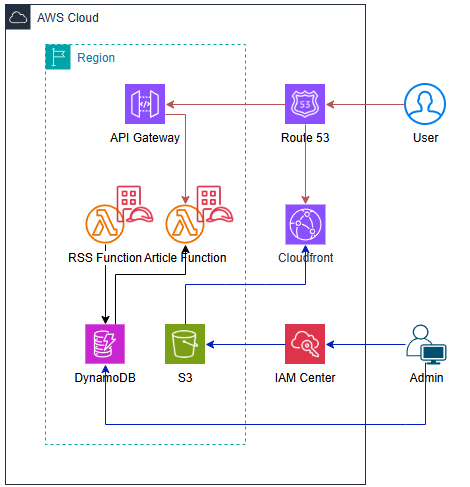 AWS Cloud
Region
API Gateway
53
Route 53
User
RSS Function
Article Function
Cloudfront
DynamoDB
S3
IAM Center
Admin